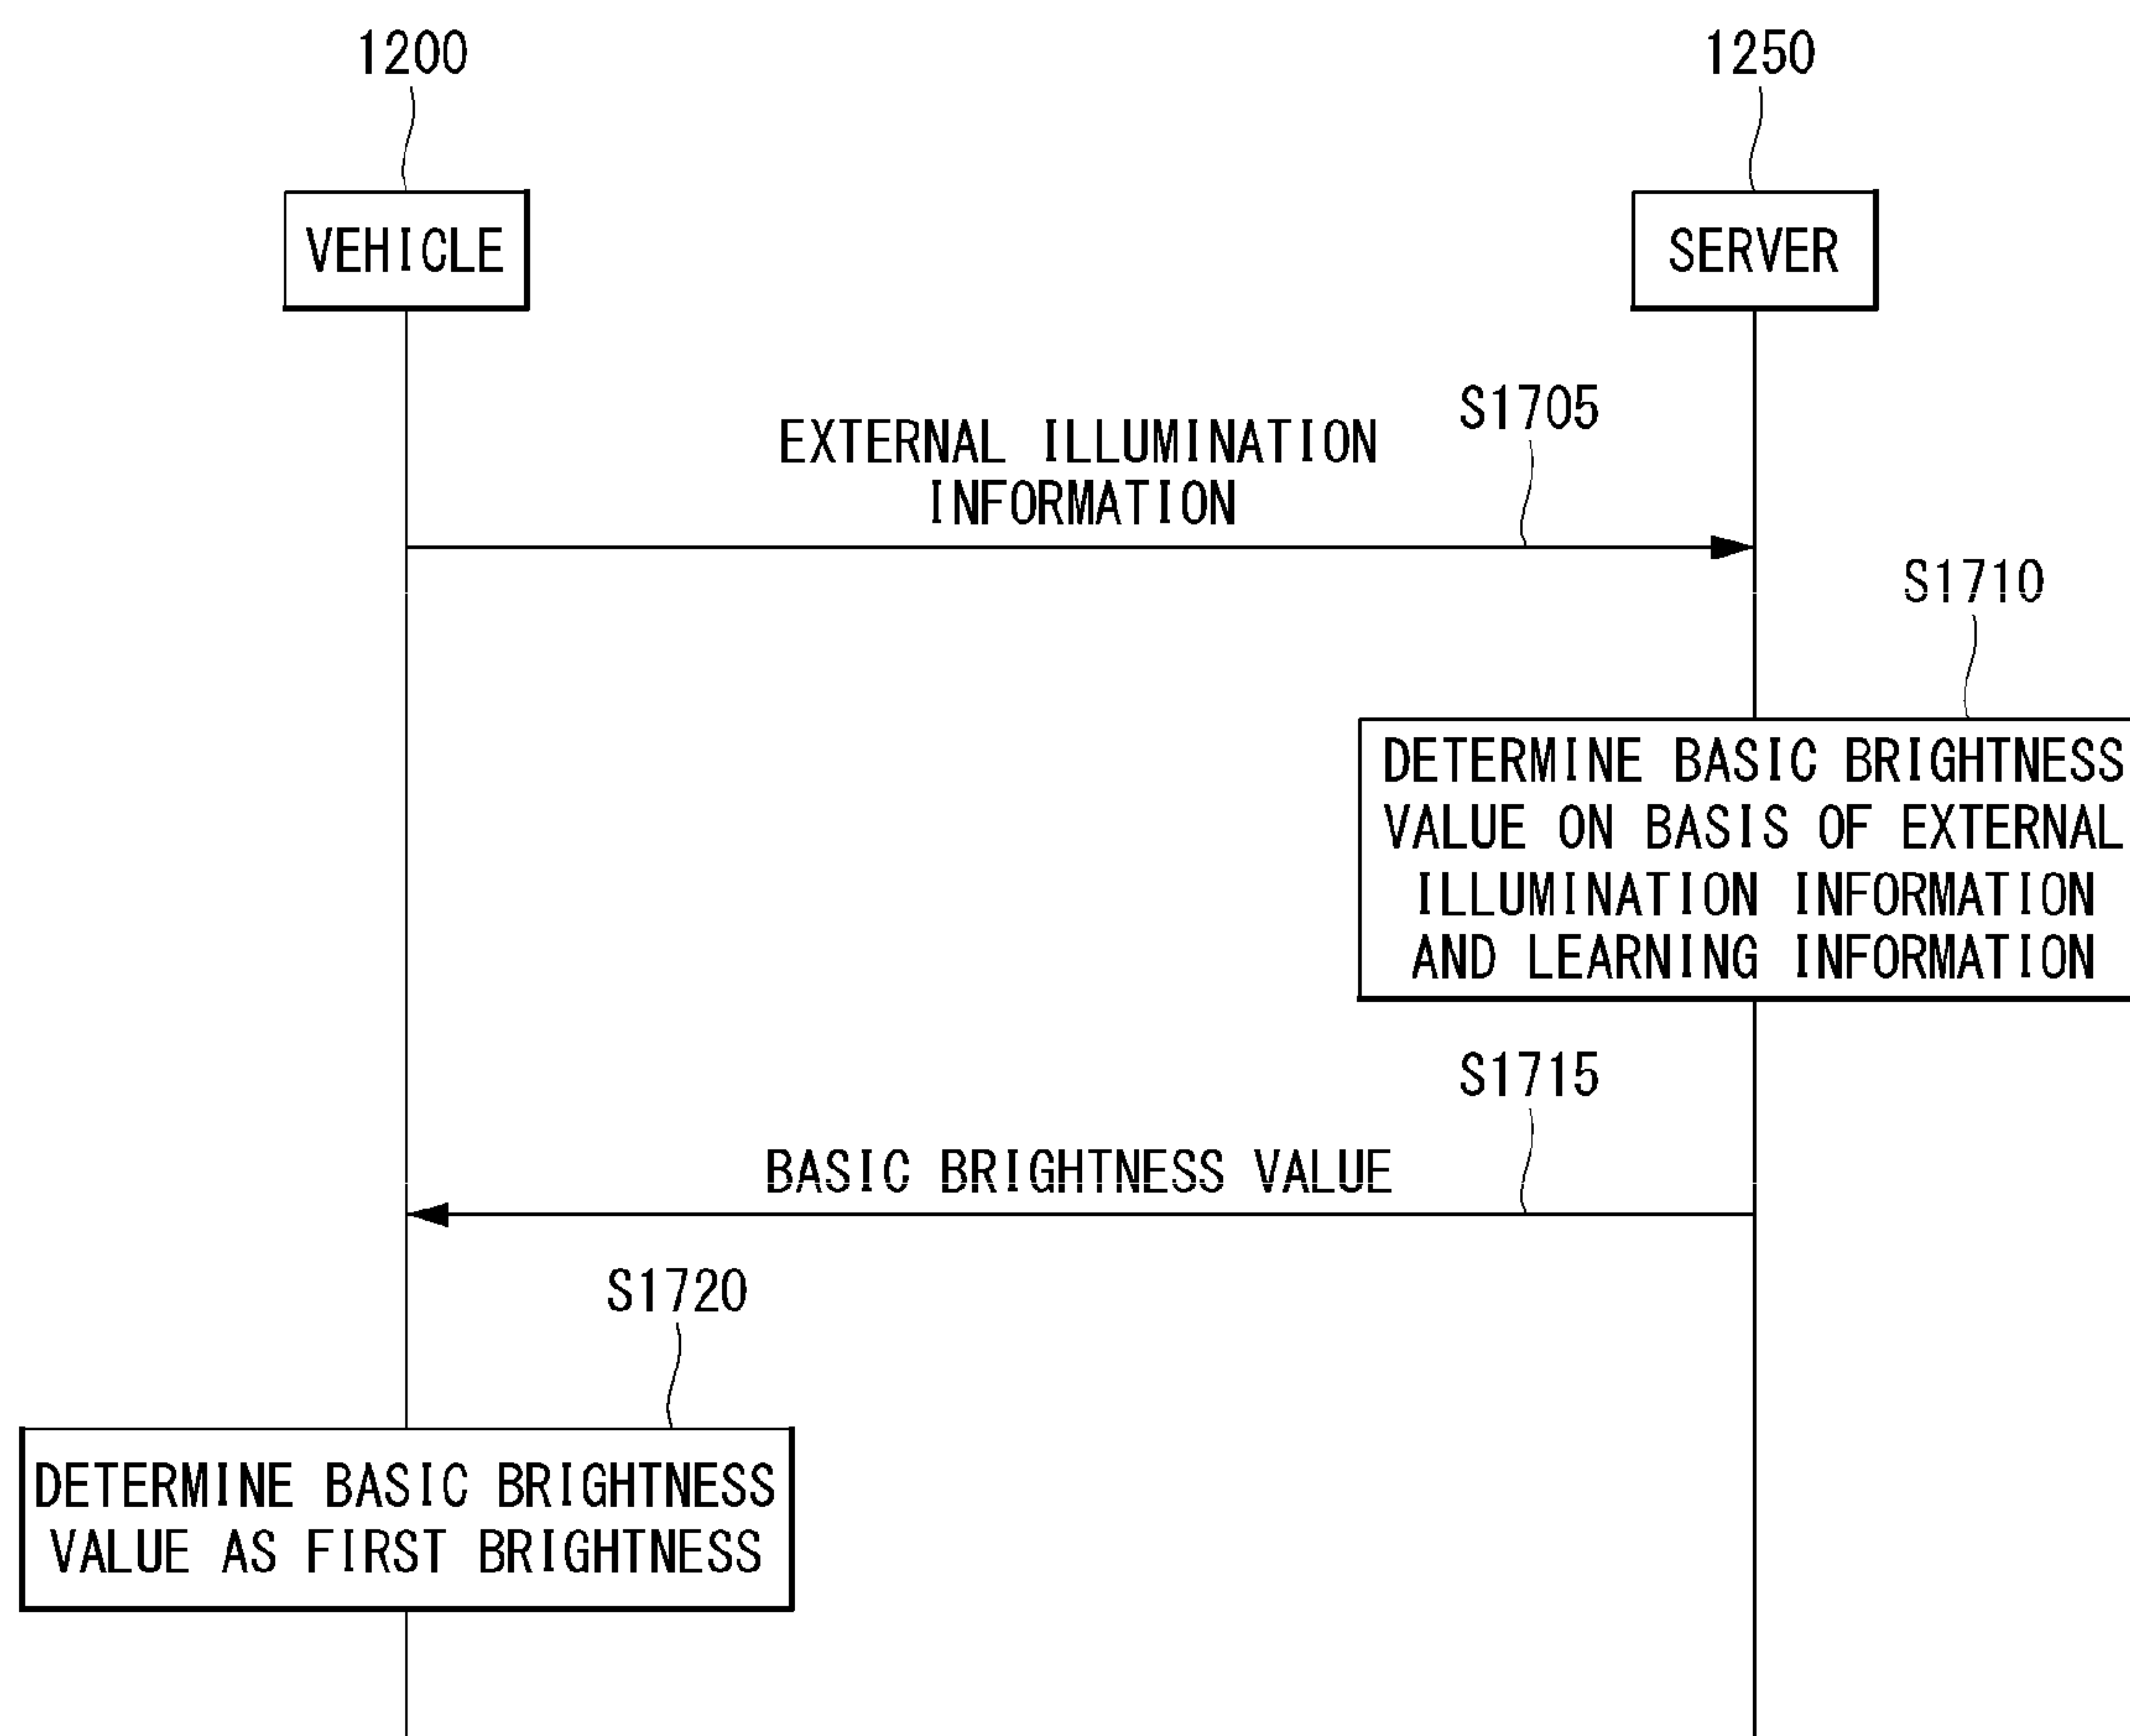 1200
1250
VEHICLE
SERVER
S1705
EXTERNAL ILLUMINATION
INFORMATION
S1710
DETERMINE BASIC BRIGHTNESS
VALUE ON BASIS OF EXTERNAL
ILLUMINATION INFORMATION
AND LEARNING INFORMATION
S1715
BASIC BRIGHTNESS VALUE
S1720
DETERMINE BASIC BRIGHTNESS
VALUE AS FIRST BRIGHTNESS